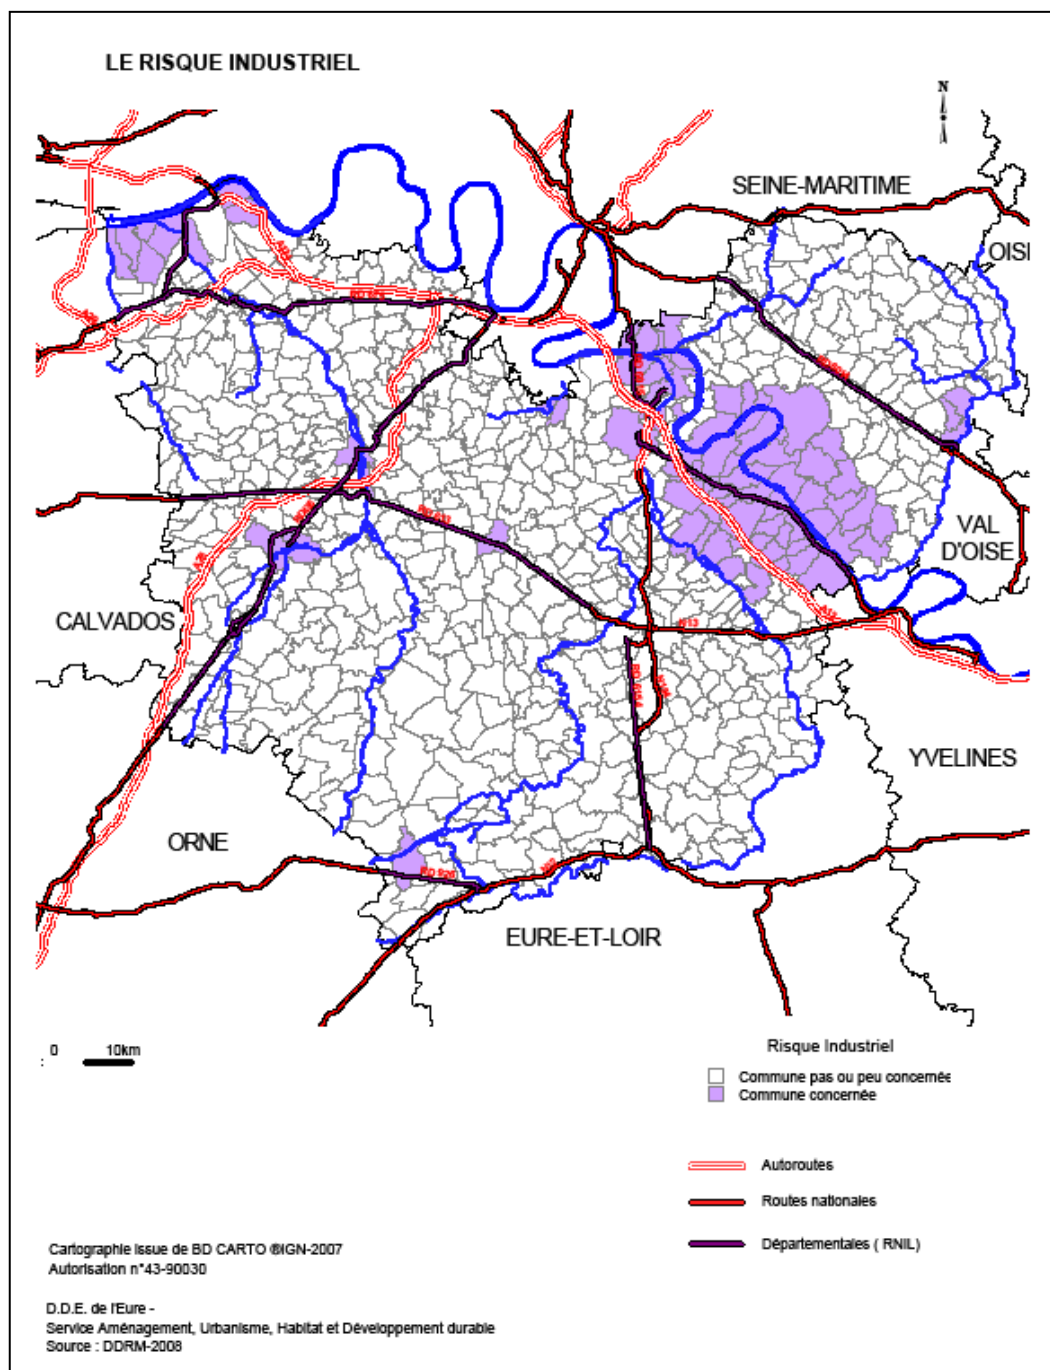 LE RISQUE INDUSTRIEL
N
SEINE-MARITIME
OISI
VAL
D'OISE
CALVADOS
N13
YVELINES
ORNE
EURE-ET-LOIR
0 10km
:
Risque Industriel
Commune pas ou peu concernée
Commune concernée
Autoroutes
Routes nationales
Départementales ( RNIL)
Cartographie issue de BD CARTO ®IGN-2007
Autorisation n°43-90030
D.D.E. de l'Eure -
Service Aménagement, Urbanisme, Habitat et Développement durable
Source : DDRM-2008